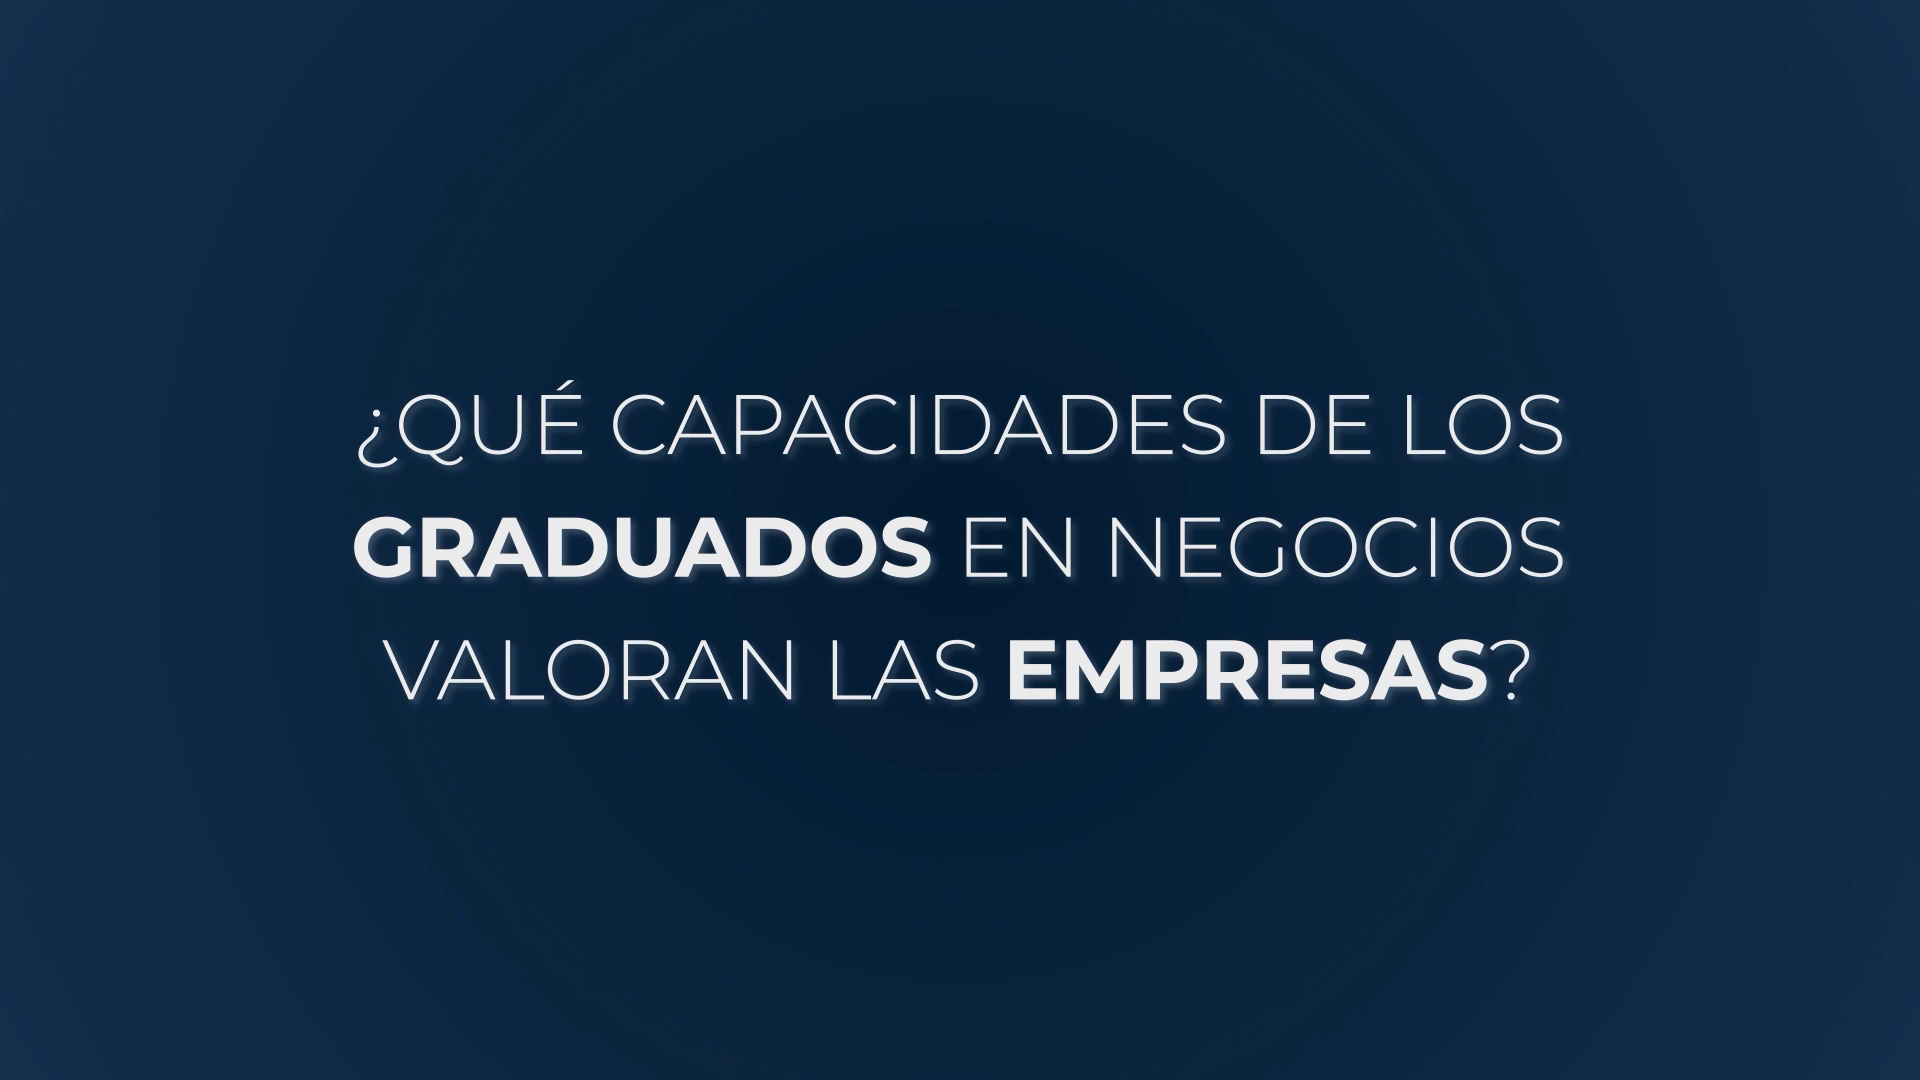 ¿QUÉ CAPACIDADES DE LOS
GRADUADOS EN NEGOCIOS
VALORAN LAS EMPRESAS?